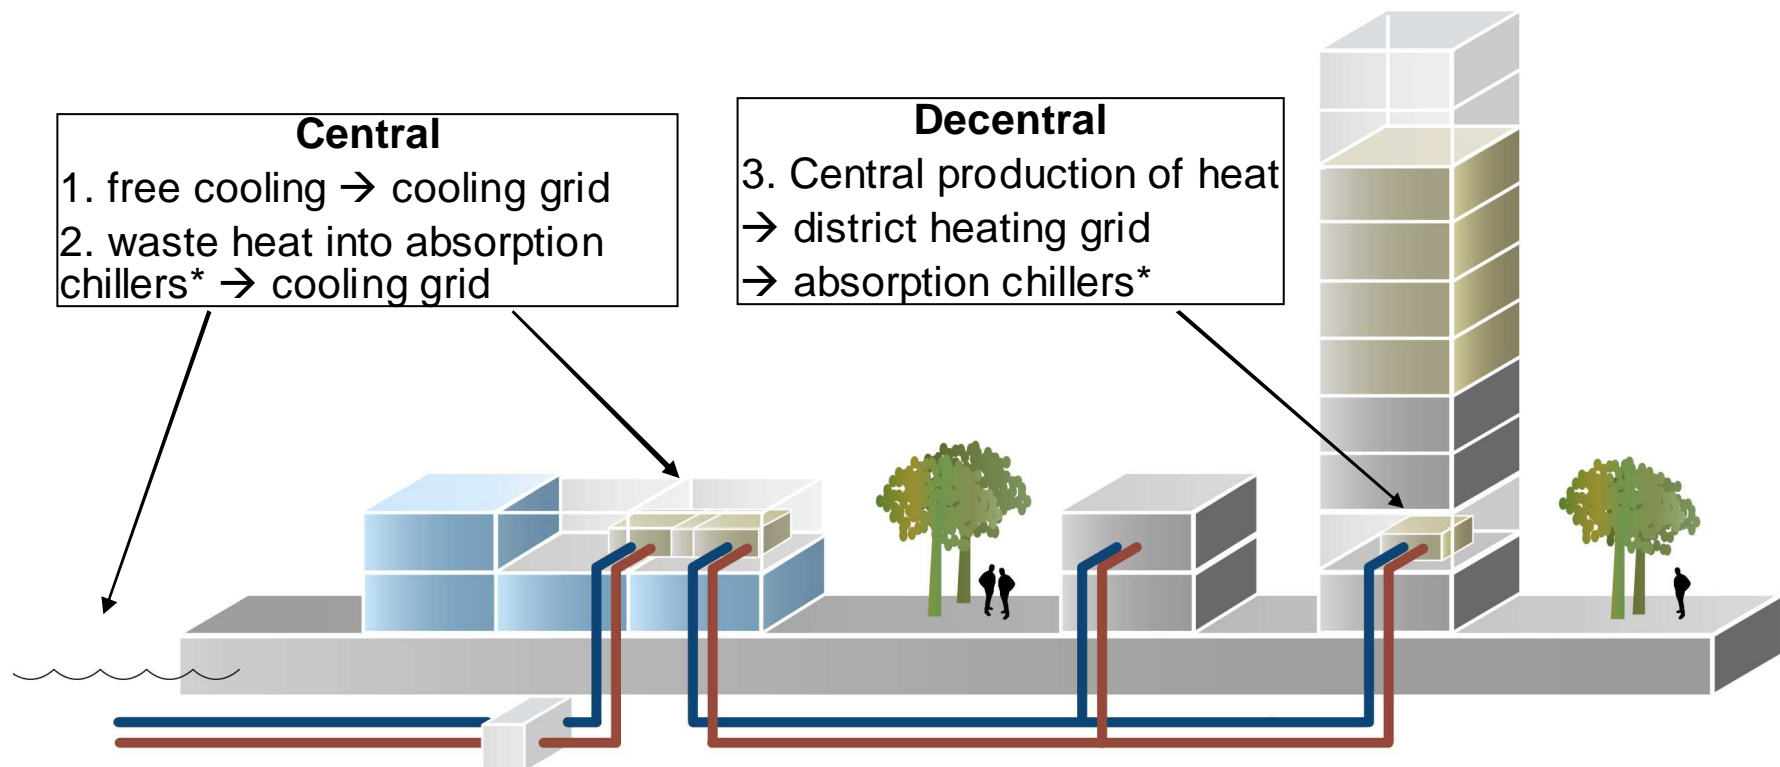 Central
1. free cooling → cooling grid
2. waste heat into absorption
chillers* → cooling grid
Decentral
3. Central production of heat
→ district heating grid
→ absorption chillers*